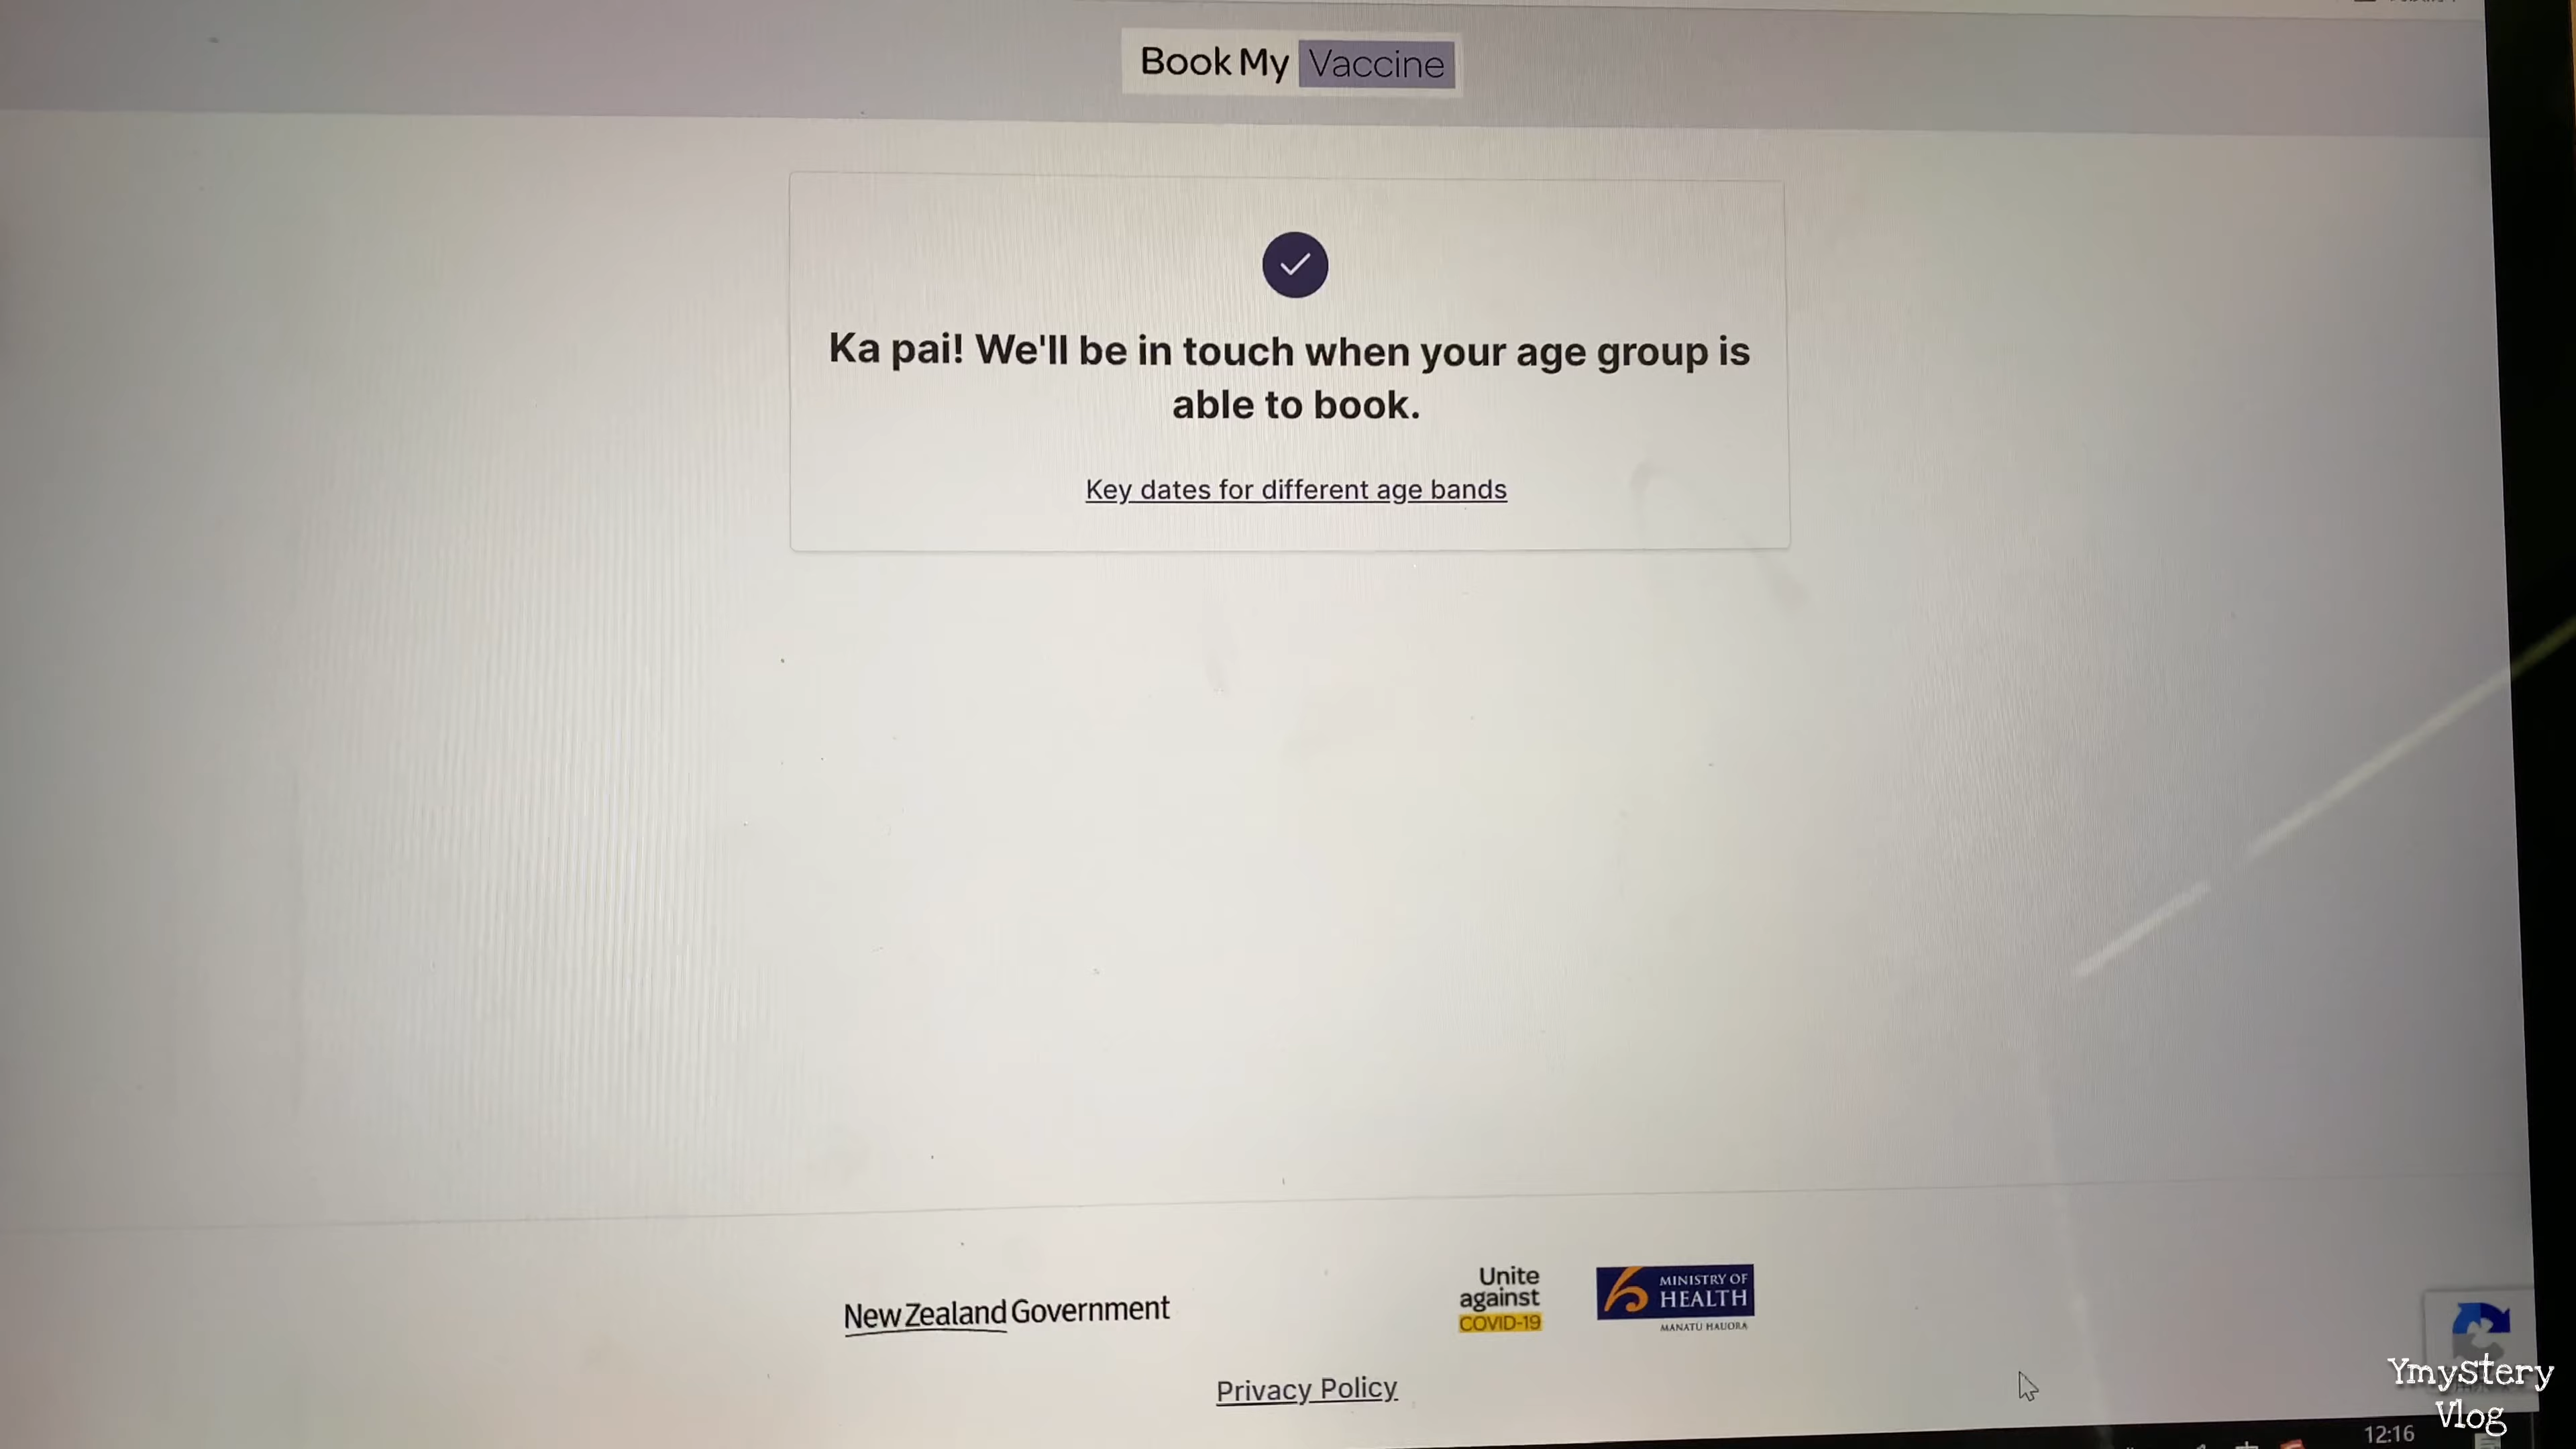 Book My Vaccine
Ka pai! We'll be in touch when your age group is
able to book.
Key dates for different age bands
New Zealand Government
Unite
against
COVID-19
MINISTRY OF
HEALTH
MANATU HAUORA
Privacy Policy
Ymystery
Vlog
12:16